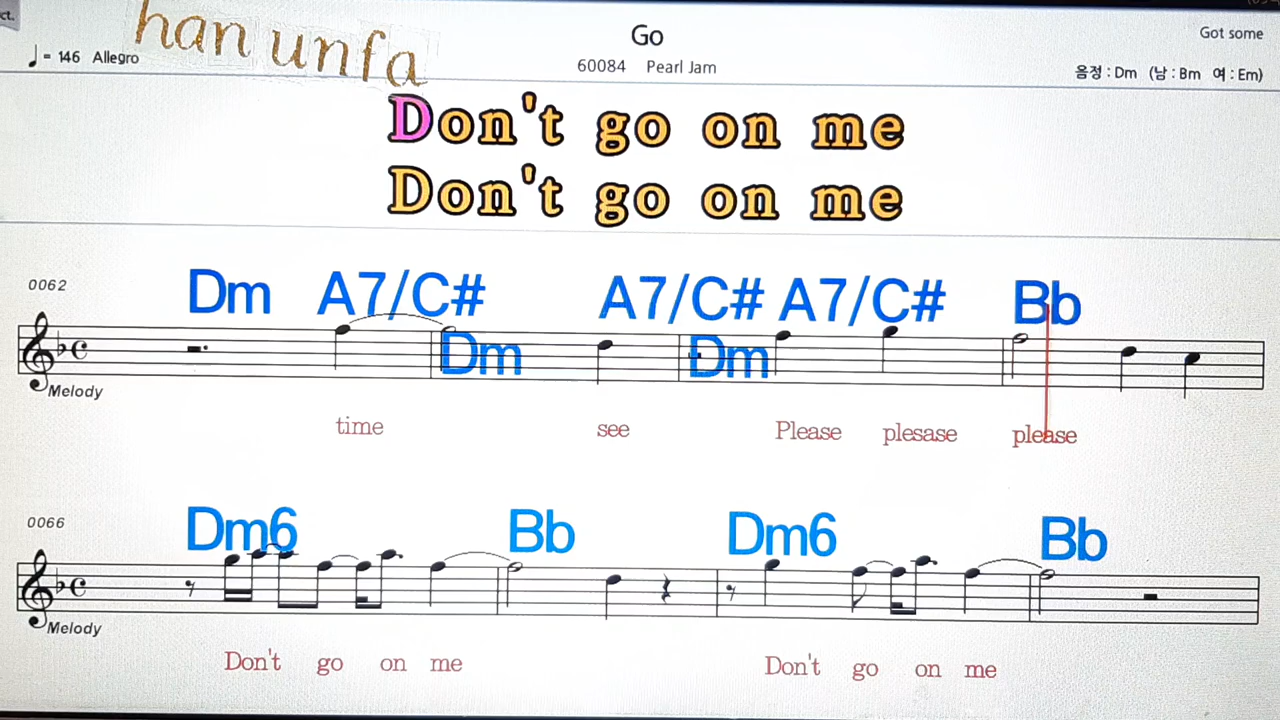 ct.
han unfa
Go
Got some
♩= 146 Allegro
60084 Pearl Jam
음정 : Dm (남 : Bm 여 : Em)
Don't go on me
Don't go on me
0062
Dm A7/C# A7/C# A7/C# Bb
Dm Dm
Melody
time see Please plesase please
0066
Dm6 Bb Dm6 Bb
Melody
Don't go on me Don't go on me